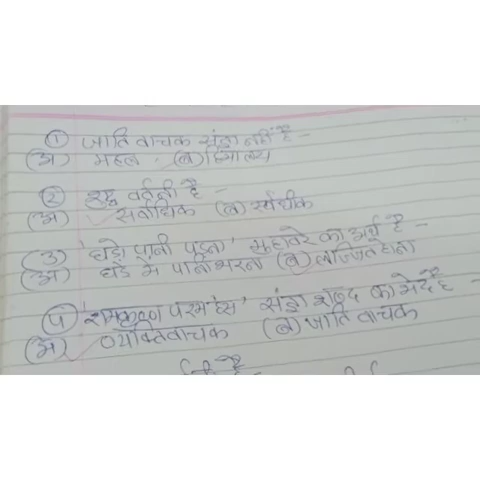 ① जाति वाचक संज्ञा नहीं है -
(अ) महल . (ब) हिमालय
② शुद्ध वर्तनी है -
(अ) सर्वाधिक (ब) र्स्वधीक
(3) 'घड़ो पानी पड़ना' मुहावरे का अर्थ है -
(अ) घड़े में पानी भरना (ब) लज्जित होना
(4) 'रामकृष्ण परमहंस' संज्ञा शब्द का भेद है -
(अ) व्यक्तिवाचक (ब) जाति वाचक